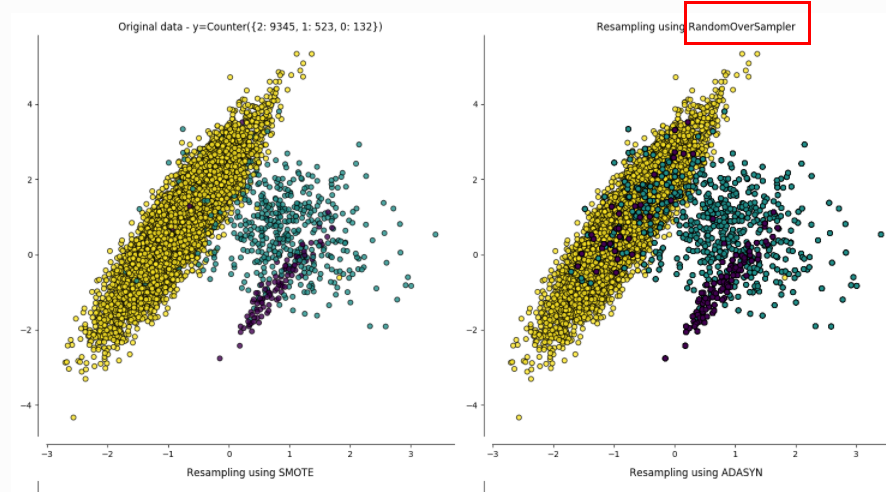 Original data - y=Counter({2: 9345, 1: 523, 0: 132})
Resampling using RandomOverSampler
4
2
0
−2
−4
4
2
0
−2
−4
−3 −2 −1 0 1 2 3
−3 −2 −1 0 1 2 3
Resampling using SMOTE
Resampling using ADASYN